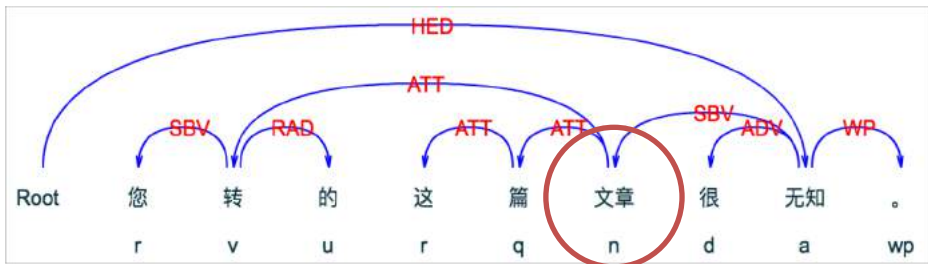 HED
ATT
SBV
SBV RAD ATT ATT ADV WP
Root 您 转 的 这 篇 文章 很 无知 。
r v u r q n d a wp